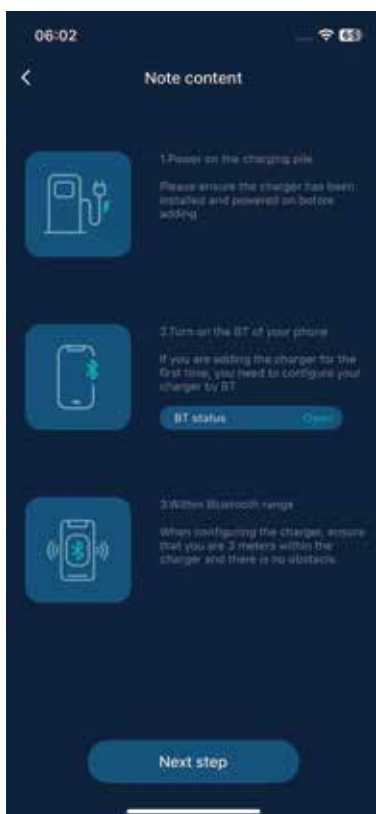 06:02
Note content
1.Power on the charging pile
Please ensure the charger has been
installed and powered on before
adding
2.Turn on the BT of your phone
If you are adding the charger for the
first time, you need to configure your
charger by BT
BT status Open
3.Within Bluetooth range
When configuring the charger, ensure
that you are 3 meters within the
charger and there is no obstacle.
Next step